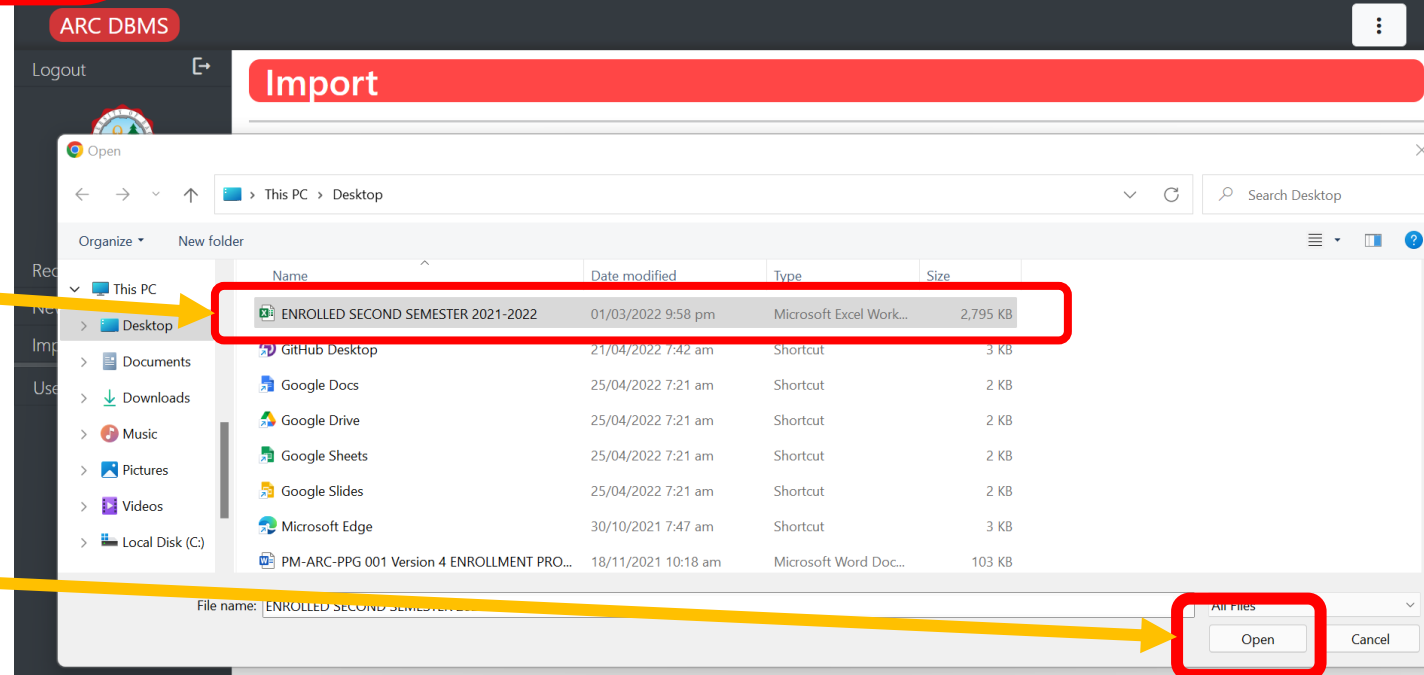 ARC DBMS
Logout
Import
Open
This PC > Desktop
Search Desktop
Organize
New folder
Name Date modified Type Size
This PC
Desktop
Documents
Downloads
Music
Pictures
Videos
Local Disk (C:)
ENROLLED SECOND SEMESTER 2021-2022 01/03/2022 9:58 pm Microsoft Excel Work... 2,795 KB
GitHub Desktop 21/04/2022 7:42 am Shortcut 3 KB
Google Docs 25/04/2022 7:21 am Shortcut 2 KB
Google Drive 25/04/2022 7:21 am Shortcut 2 KB
Google Sheets 25/04/2022 7:21 am Shortcut 2 KB
Google Slides 25/04/2022 7:21 am Shortcut 2 KB
Microsoft Edge 30/10/2021 7:47 am Shortcut 3 KB
PM-ARC-PPG 001 Version 4 ENROLLMENT PRO... 18/11/2021 10:18 am Microsoft Word Doc... 103 KB
Rec
Imp
Use
File name: ENROLLED SECOND SEMESTER
All Files
Open
Cancel